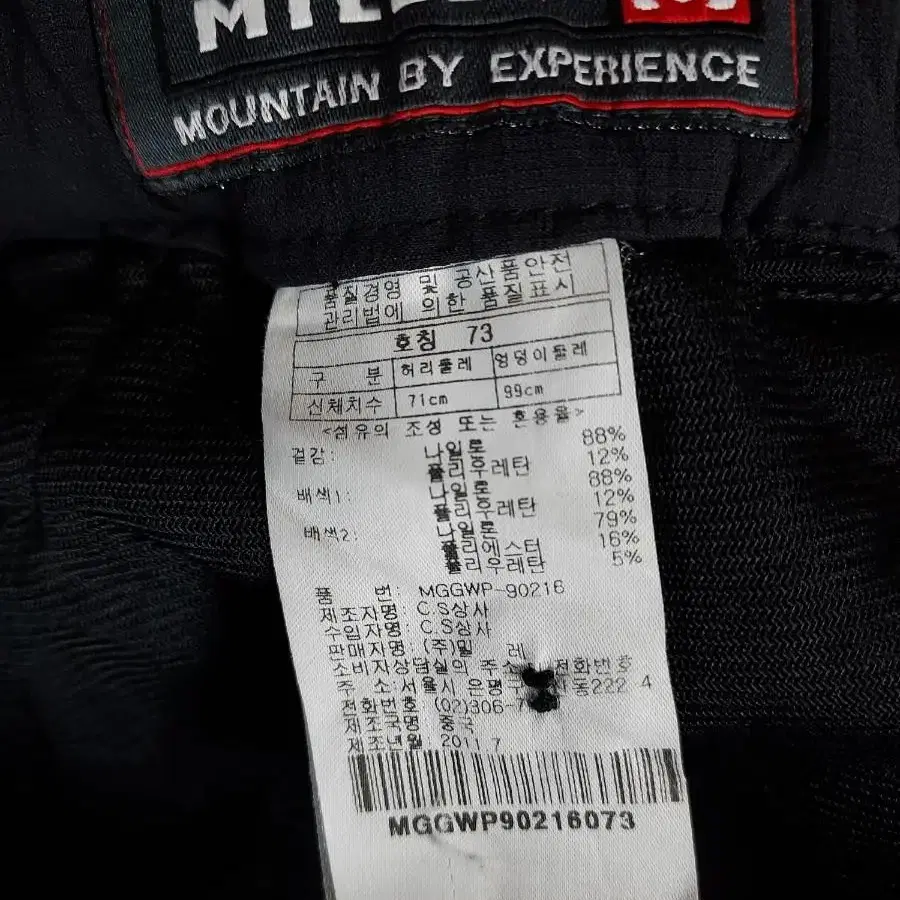 MOUNTAIN BY EXPERIENCE
품질경영 및 공산품안전
관리법에 의한 품질표시
호칭 73
구 분 허리둘레 엉덩이둘레
신체치수 71cm 99cm
<섬유의 조성 또는 혼용율>
겉감: 나일론 88%
폴리우레탄 12%
배색1: 나일론 88%
폴리우레탄 12%
배색2: 나일론 79%
폴리에스터 16%
폴리우레탄 5%
품 번: MGGWP-90216
제조자명: C.S상사
수입자명: C.S상사
판매자명: (주)밀 레
소비자상담실의 주소 전화번호
주 소:서울시 은평구 222 4
전화번호 (02)306-7
제조국명 중국
제조년월 2011.7
MGGWP90216073